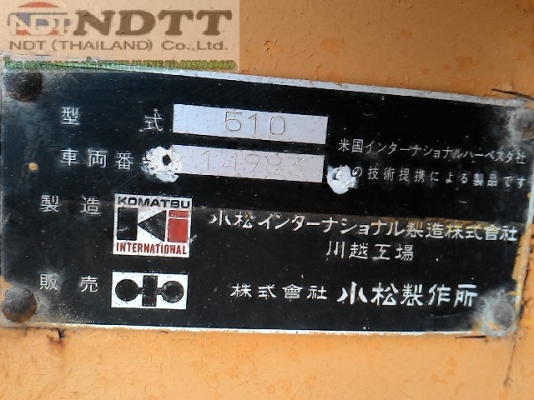 NDTT
NDT (THAILAND) Co.,Ltd.
型式 510
米国インターナショナルハーベスタ社
との技術提携による製品です
車両番 14993
製造
KOMATSU
INTERNATIONAL
小松インターナショナル製造株式會社
川越工場
販売
株式會社 小松製作所